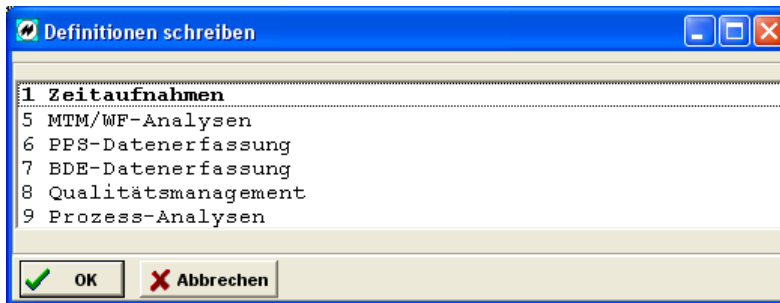 Definitionen schreiben
1 Zeitaufnahmen
5 MTM/WF-Analysen
6 PPS-Datenerfassung
7 BDE-Datenerfassung
8 Qualitätsmanagement
9 Prozess-Analysen
OK Abbrechen